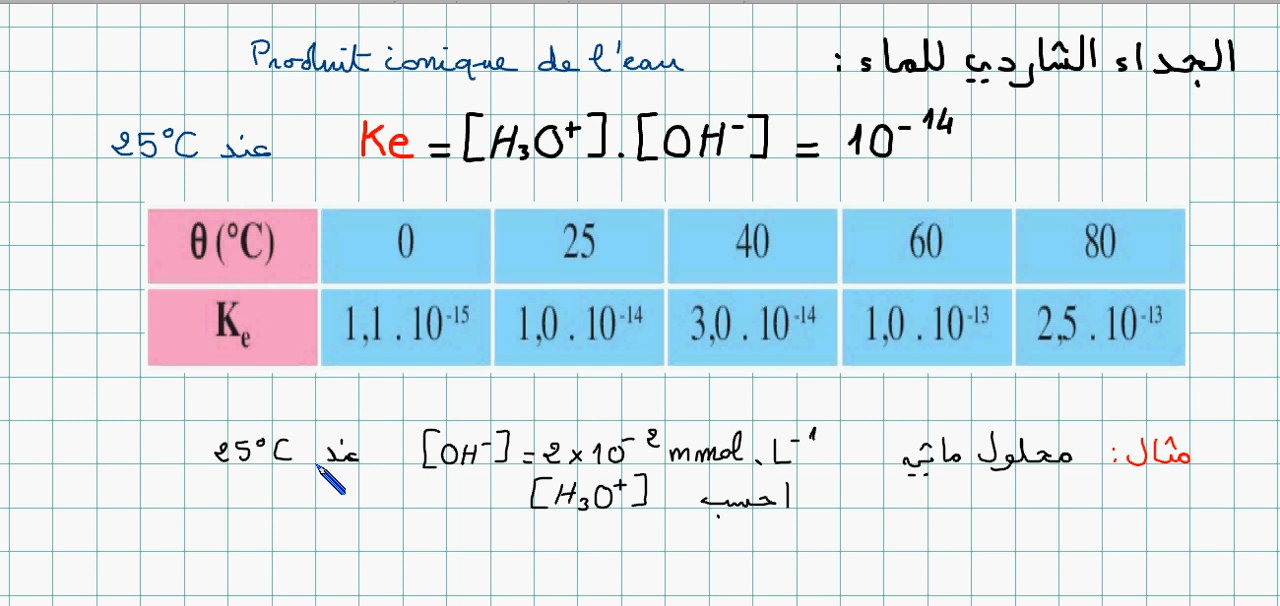 الجداء الشاردي للماء : Produit ionique de l'eau
Ke = [H₃O⁺] . [OH⁻] = 10⁻¹⁴ عند 25°C
θ (°C) 0 25 40 60 80
Kₑ 1,1 . 10⁻¹⁵ 1,0 . 10⁻¹⁴ 3,0 . 10⁻¹⁴ 1,0 . 10⁻¹³ 2,5 . 10⁻¹³
مثال: محلول مائي [OH⁻] = 2 × 10⁻² mmol . L⁻¹ عند 25°C
احسب [H₃O⁺]